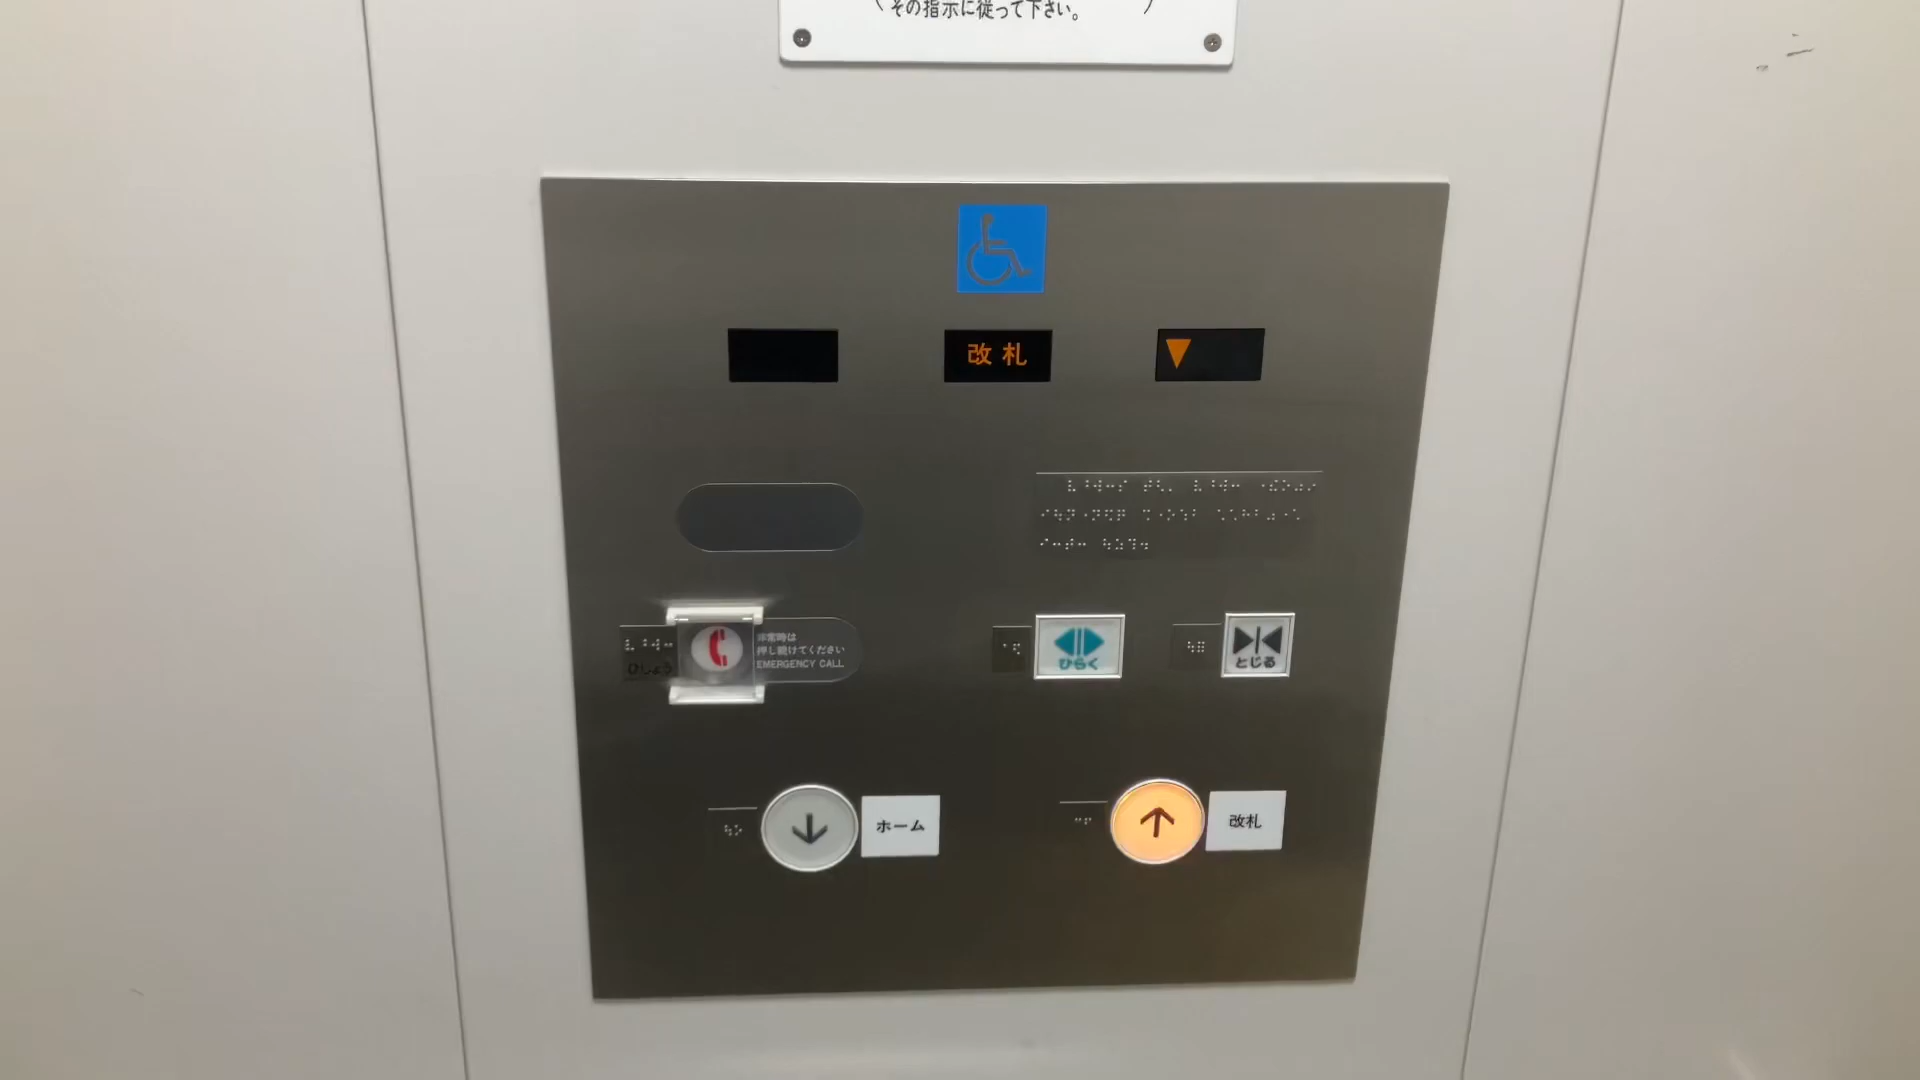 その指示に従って下さい。
改札
ひしょう
非常時は
押し続けてください
EMERGENCY CALL
ひらく
とじる
ホーム
改札